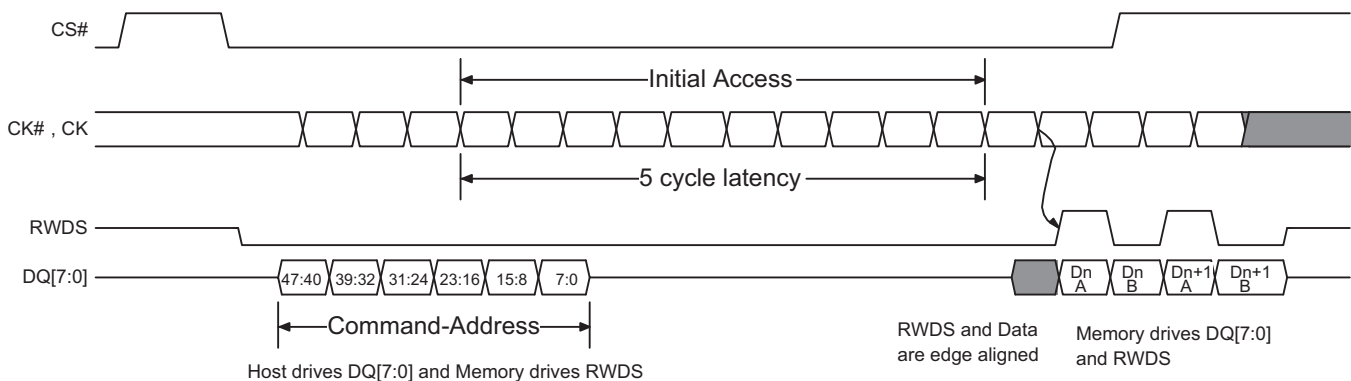 CS#
Initial Access
CK# , CK
5 cycle latency
RWDS
DQ[7:0]
47:40 39:32 31:24 23:16 15:8 7:0
Dn A
Dn B
Dn+1 A
Dn+1 B
Command-Address
Host drives DQ[7:0] and Memory drives RWDS
RWDS and Data
are edge aligned
Memory drives DQ[7:0]
and RWDS